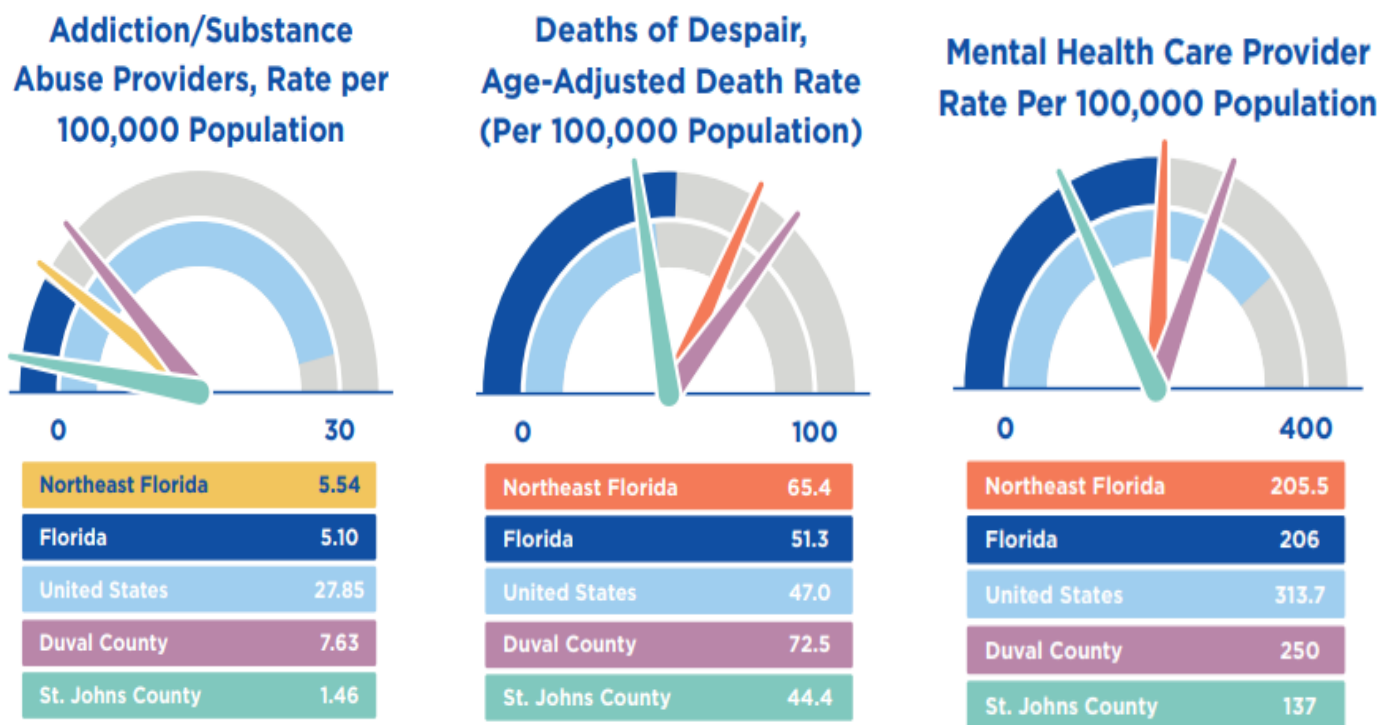 Addiction/Substance
Abuse Providers, Rate per
100,000 Population
0 30
Northeast Florida 5.54
Florida 5.10
United States 27.85
Duval County 7.63
St. Johns County 1.46
Deaths of Despair,
Age-Adjusted Death Rate
(Per 100,000 Population)
0 100
Northeast Florida 65.4
Florida 51.3
United States 47.0
Duval County 72.5
St. Johns County 44.4
Mental Health Care Provider
Rate Per 100,000 Population
0 400
Northeast Florida 205.5
Florida 206
United States 313.7
Duval County 250
St. Johns County 137